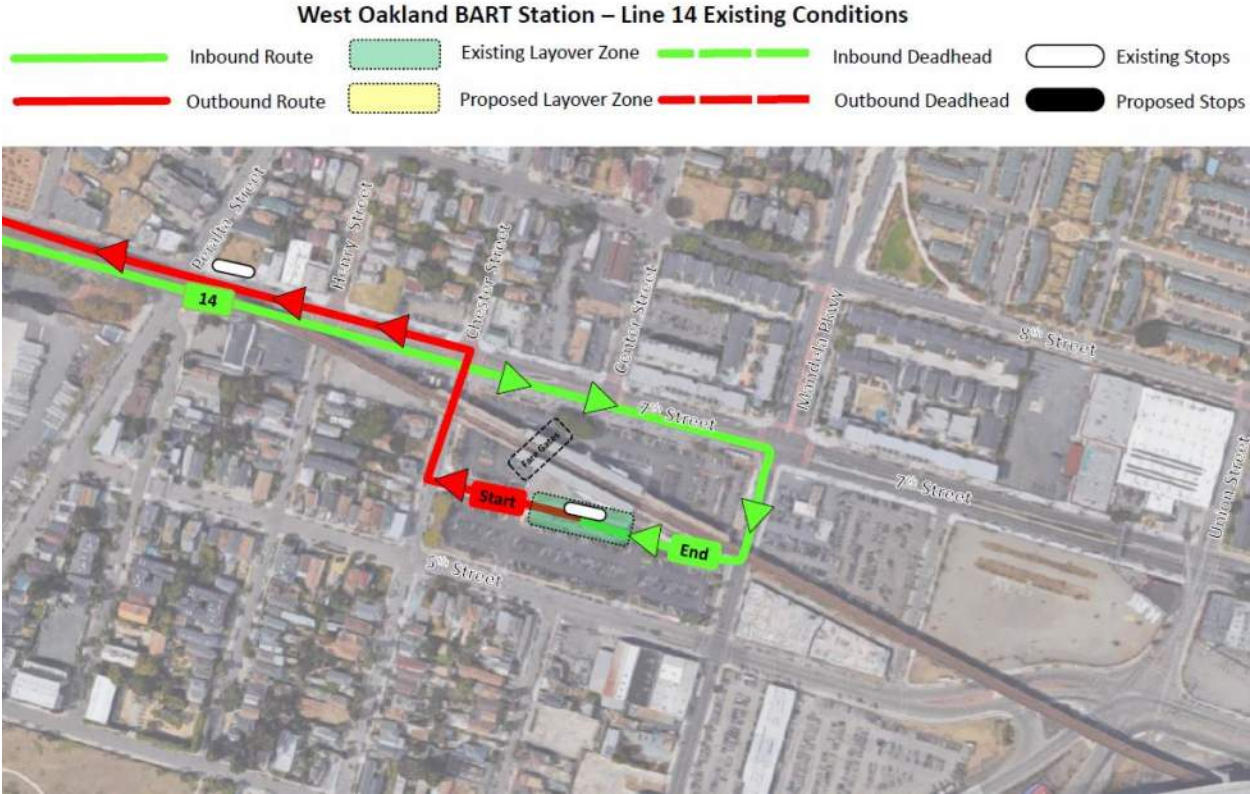 West Oakland BART Station – Line 14 Existing Conditions
Inbound Route
Existing Layover Zone
Inbound Deadhead
Existing Stops
Outbound Route
Proposed Layover Zone
Outbound Deadhead
Proposed Stops
Peralta Street
Henry Street
Chester Street
Center Street
Mandela Pkwy
8th Street
14
7th Street
7th Street
Union Street
Fare Gates
Start
End
5th Street